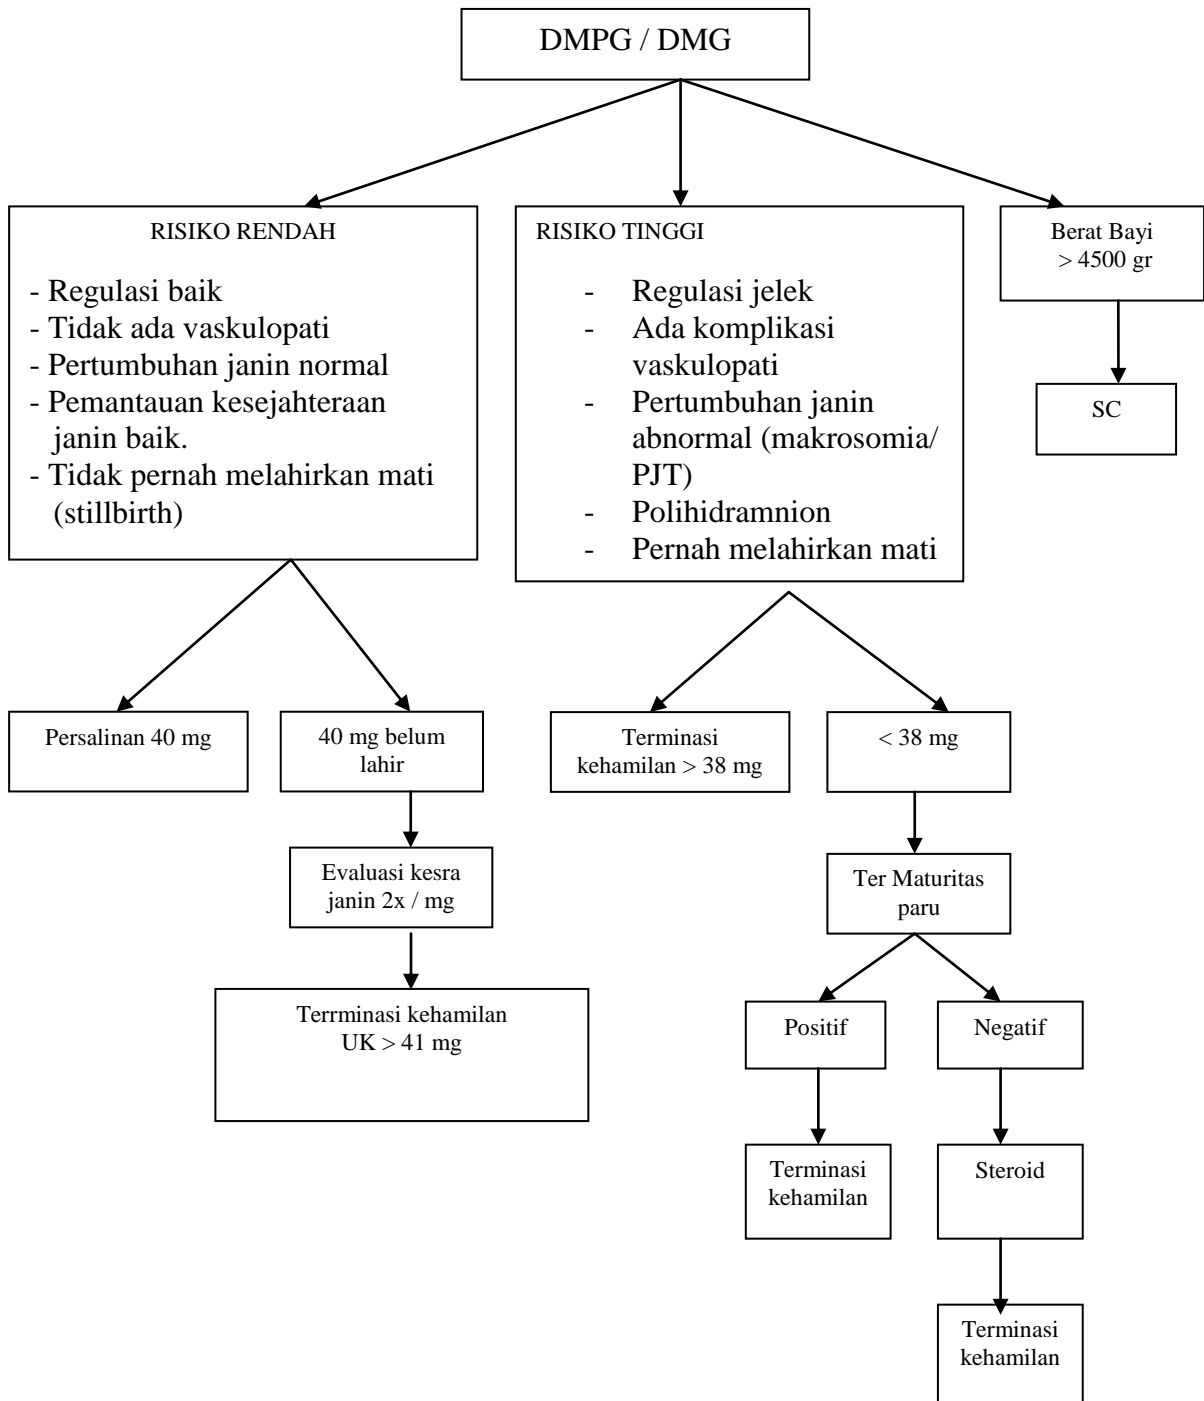 DMPG / DMG
RISIKO RENDAH
- Regulasi baik
- Tidak ada vaskulopati
- Pertumbuhan janin normal
- Pemantauan kesejahteraan
janin baik.
- Tidak pernah melahirkan mati
(stillbirth)
RISIKO TINGGI
- Regulasi jelek
- Ada komplikasi
vaskulopati
- Pertumbuhan janin
abnormal (makrosomia/
PJT)
- Polihidramnion
- Pernah melahirkan mati
Berat Bayi
> 4500 gr
SC
Persalinan 40 mg
40 mg belum
lahir
Terminasi
kehamilan > 38 mg
< 38 mg
Evaluasi kesra
janin 2x / mg
Ter Maturitas
paru
Terrminasi kehamilan
UK > 41 mg
Positif
Negatif
Terminasi
kehamilan
Steroid
Terminasi
kehamilan